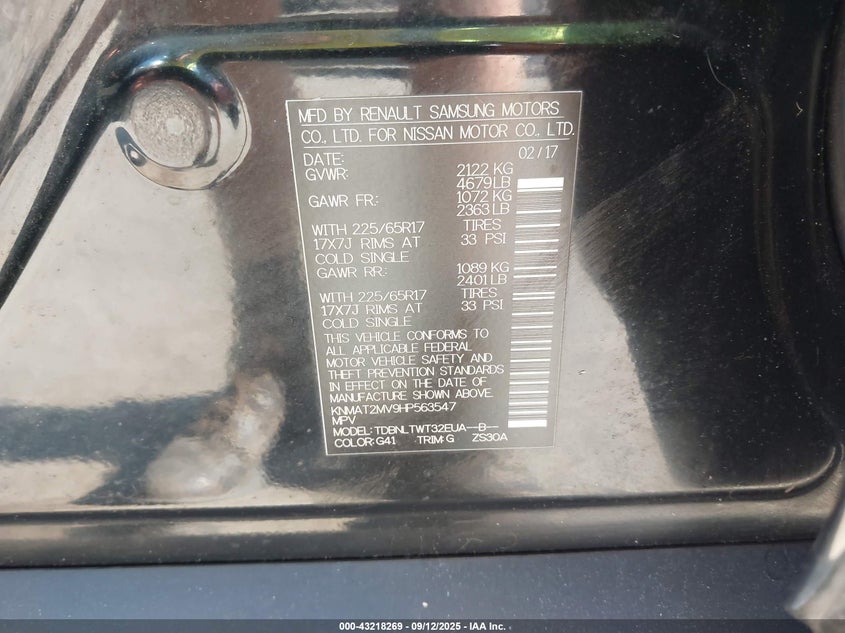 MFD BY RENAULT SAMSUNG MOTORS
CO., LTD. FOR NISSAN MOTOR CO., LTD.
DATE: 02/17
GVWR: 2122 KG
4679LB
GAWR FR: 1072 KG
2363LB
WITH 225/65R17 TIRES
17X7J RIMS AT 33 PSI
COLD SINGLE
GAWR RR: 1089 KG
2401LB
WITH 225/65R17 TIRES
17X7J RIMS AT 33 PSI
COLD SINGLE
THIS VEHICLE CONFORMS TO
ALL APPLICABLE FEDERAL
MOTOR VEHICLE SAFETY AND
THEFT PREVENTION STANDARDS
IN EFFECT ON THE DATE OF
MANUFACTURE SHOWN ABOVE.
KNMAT2MV9HP563547
MPV
MODEL: TDBNLTWT32EUA--B--
COLOR: G41 TRIM: G ZS30A
000-43218269 - 09/12/2025 - IAA Inc.